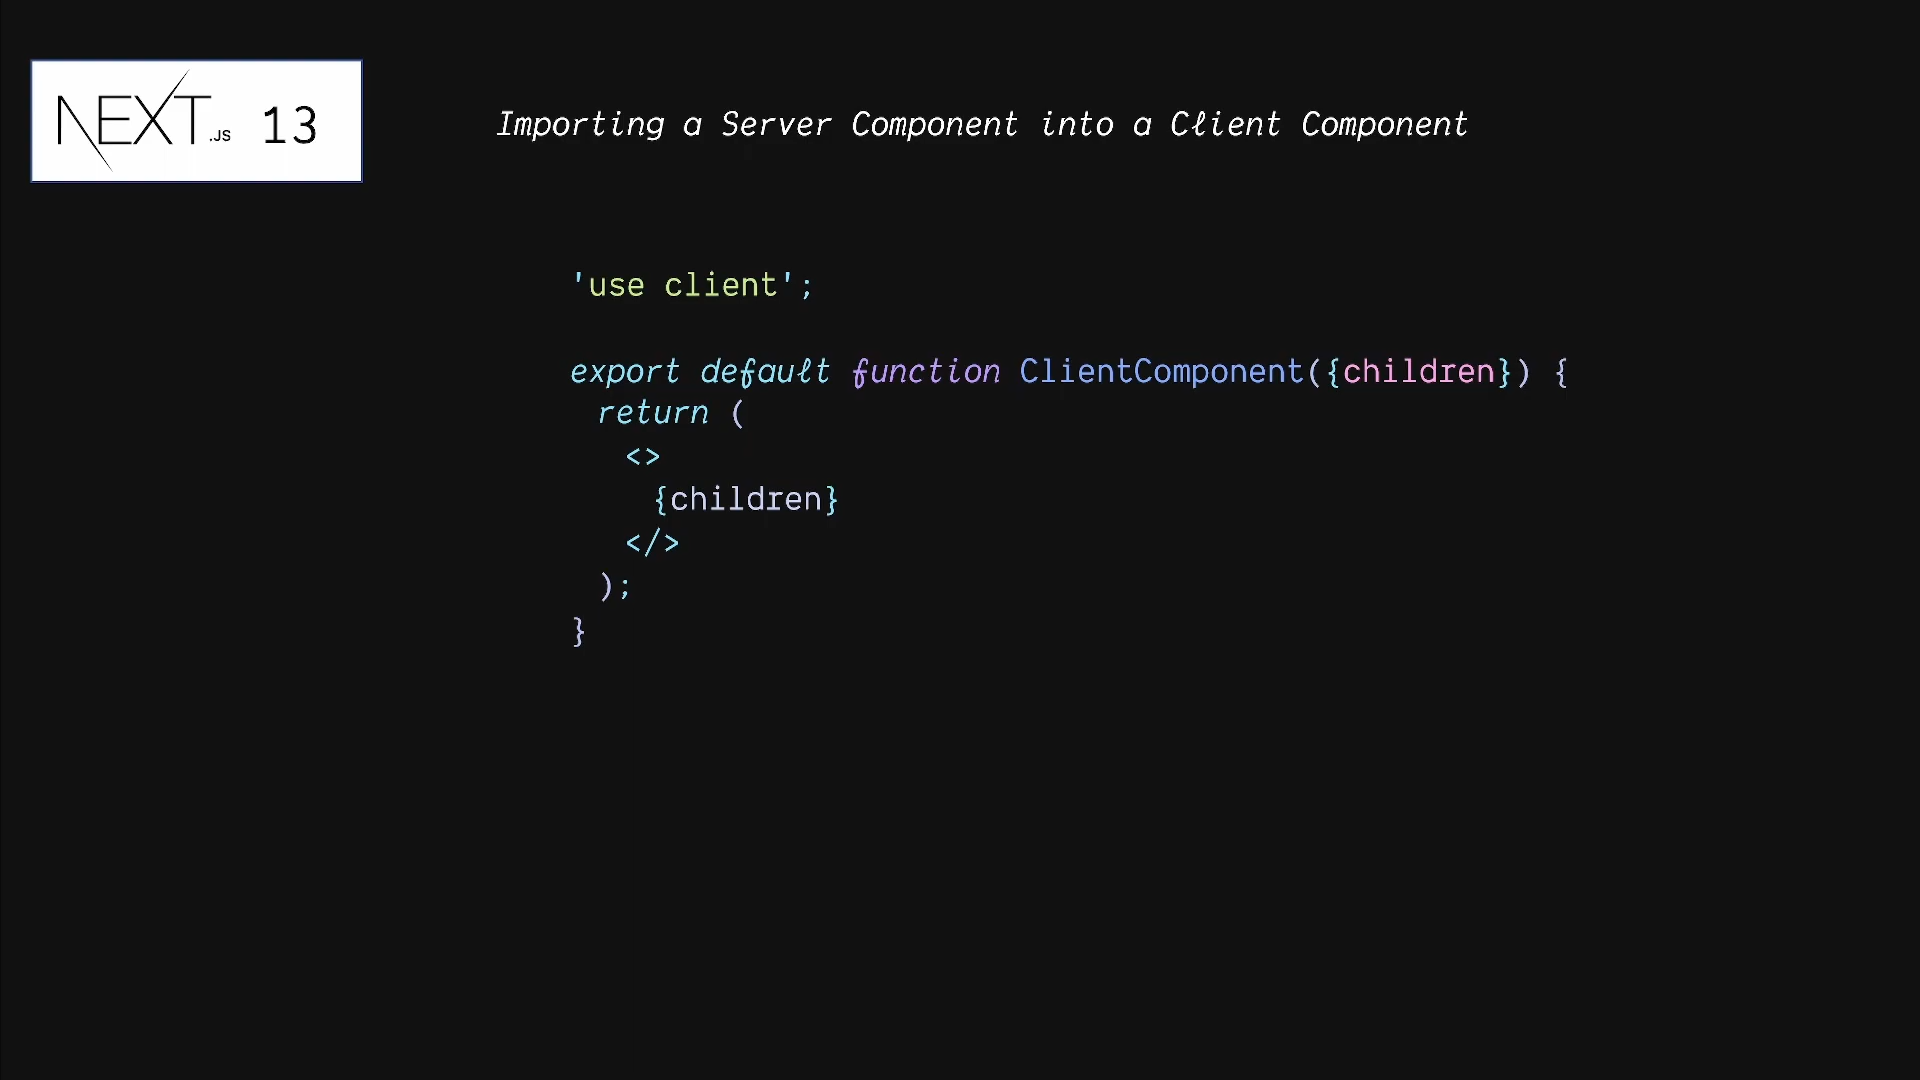 NEXT.JS 13
Importing a Server Component into a Client Component
'use client';
export default function ClientComponent({children}) {
return (
<>
{children}
</>
);
}